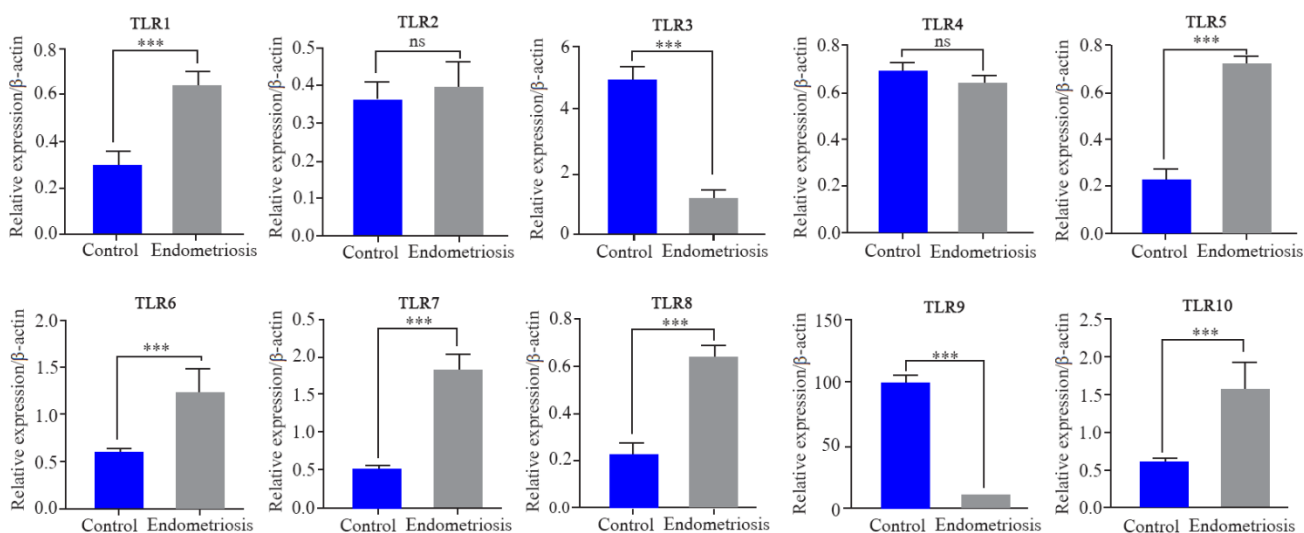 TLR1
Relative expression/β-actin
0.8
0.6
0.4
0.2
0.0
***
Control Endometriosis
TLR2
Relative expression/β-actin
0.5
0.4
0.3
0.4
0.3
0.0
ns
Control Endometriosis
TLR3
Relative expression/β-actin
6
4
2
0
***
Control Endometriosis
TLR4
Relative expression/β-actin
0.8
0.6
0.4
0.2
0.0
ns
Control Endometriosis
TLR5
Relative expression/β-actin
0.8
0.6
0.4
0.2
0.0
***
Control Endometriosis
TLR6
Relative expression/β-actin
2.0
1.5
1.0
0.5
0.0
***
Control Endometriosis
TLR7
Relative expression/β-actin
0.5
2.0
1.5
1.0
0.5
0.0
***
Control Endometriosis
TLR8
Relative expression/β-actin
0.8
0.6
0.4
0.2
0.0
***
Control Endometriosis
TLR9
Relative expression/β-actin
150
100
50
0
***
Control Endometriosis
TLR10
Relative expression/β-actin
2.5
2.0
1.5
1.0
0.5
0.0
***
Control Endometriosis